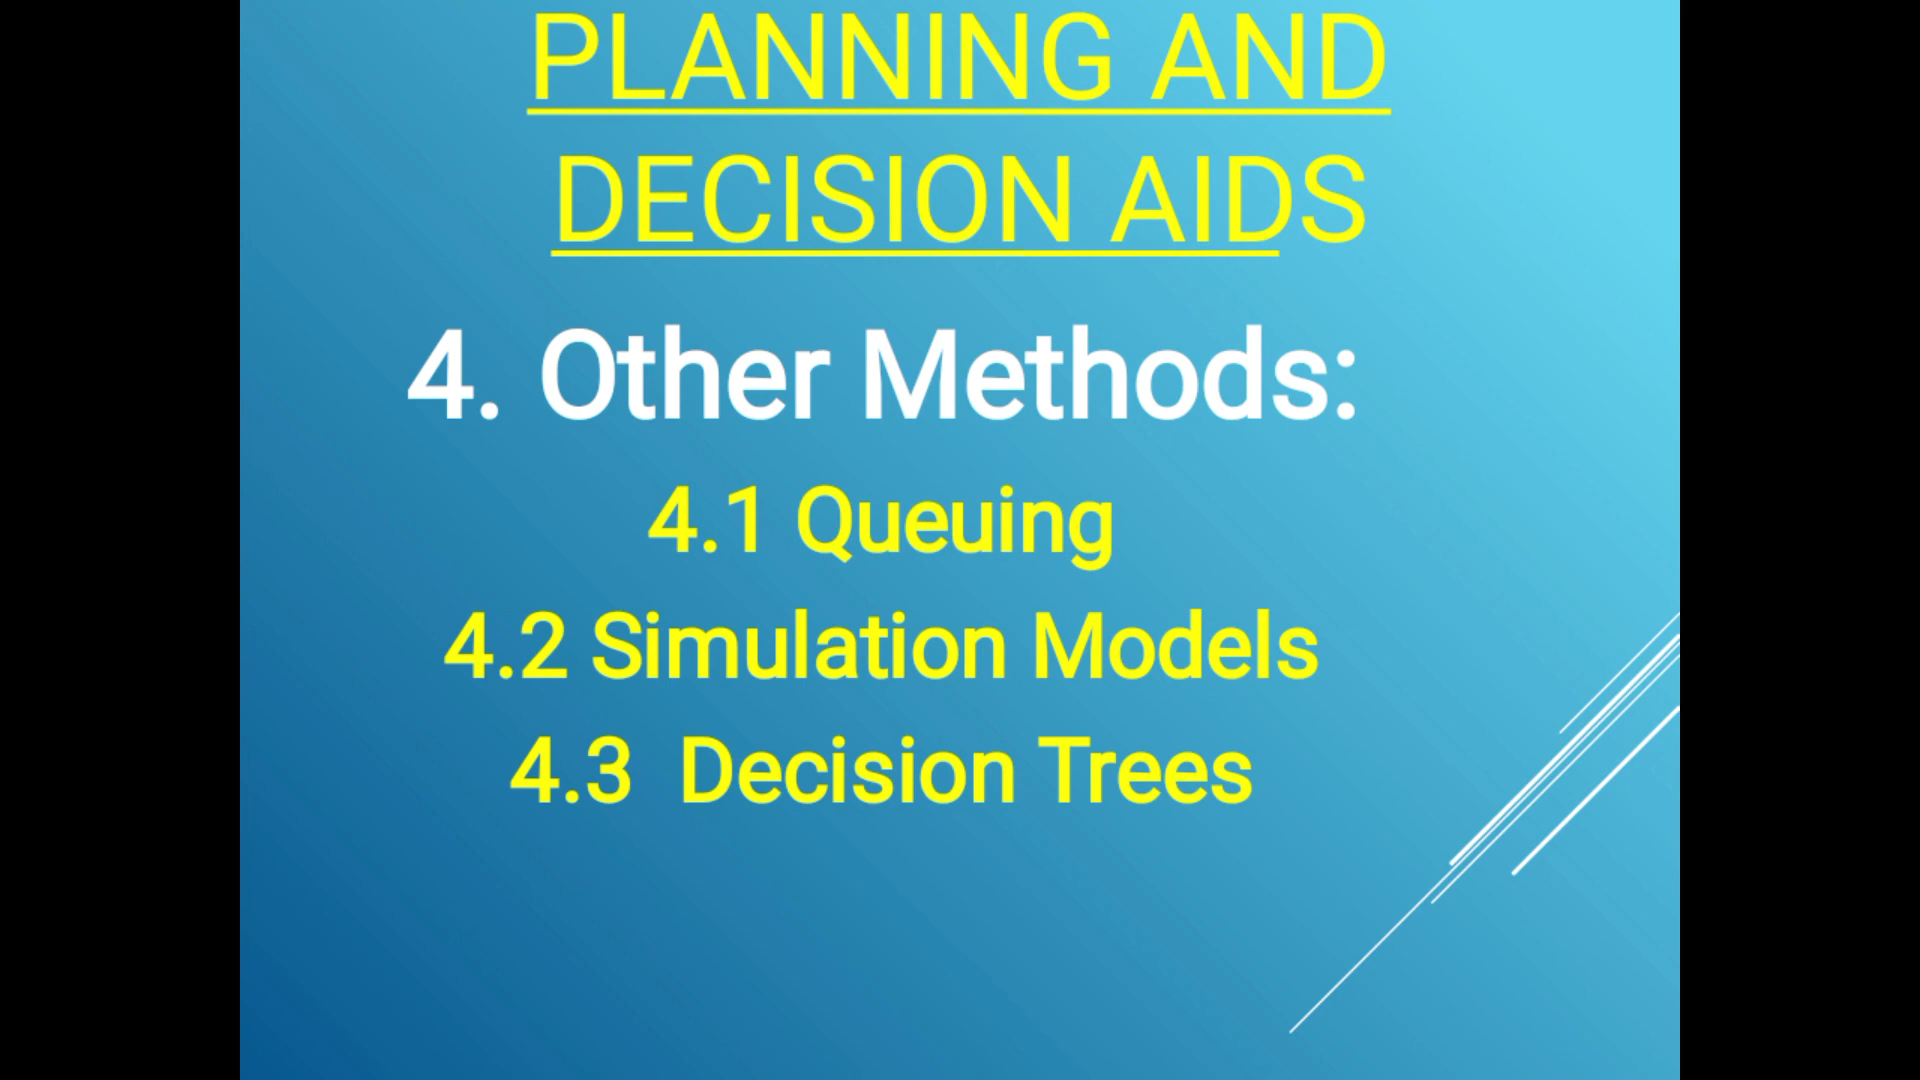 PLANNING AND
DECISION AIDS
4. Other Methods:
4.1 Queuing
4.2 Simulation Models
4.3 Decision Trees